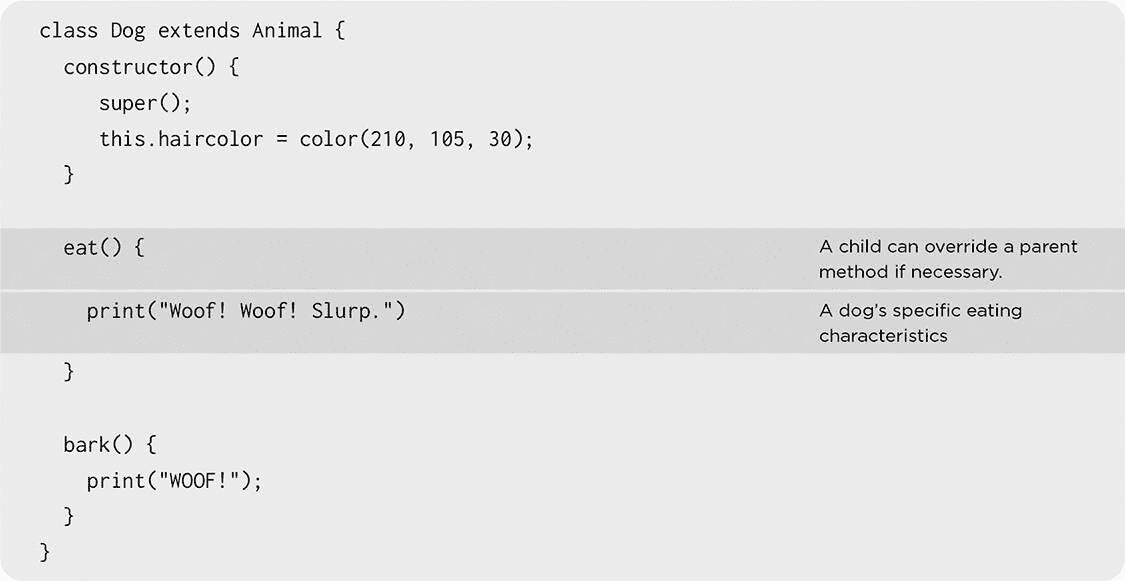 class Dog extends Animal {
constructor() {
super();
this.haircolor = color(210, 105, 30);
}
eat() {
A child can override a parent
method if necessary.
print("Woof! Woof! Slurp.")
A dog’s specific eating
characteristics
}
bark() {
print("WOOF!");
}
}